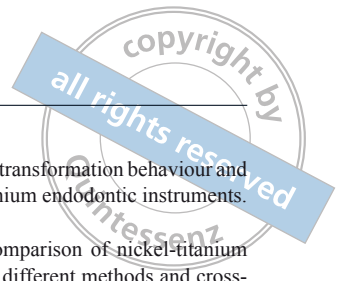 copyright by
all rights reserved
Quintessenz
transformation behaviour and
nium endodontic instruments.
omparison of nickel-titanium
different methods and cross-